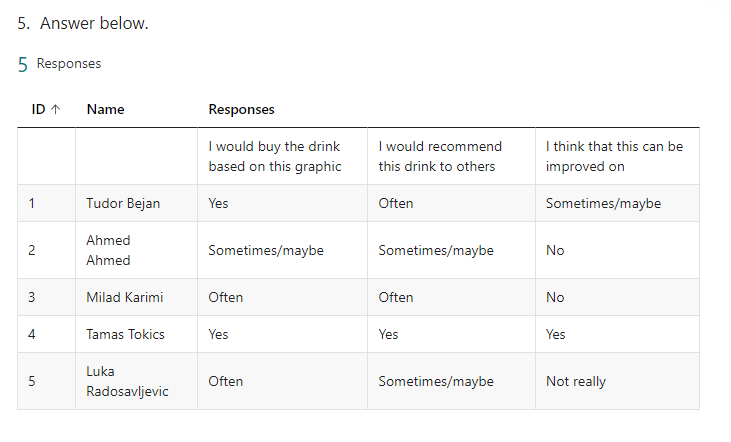 5. Answer below.
5 Responses
ID ↑ Name Responses
I would buy the drink based on this graphic I would recommend this drink to others I think that this can be improved on
1 Tudor Bejan Yes Often Sometimes/maybe
2 Ahmed Ahmed Sometimes/maybe Sometimes/maybe No
3 Milad Karimi Often Often No
4 Tamas Tokics Yes Yes Yes
5 Luka Radosavljevic Often Sometimes/maybe Not really